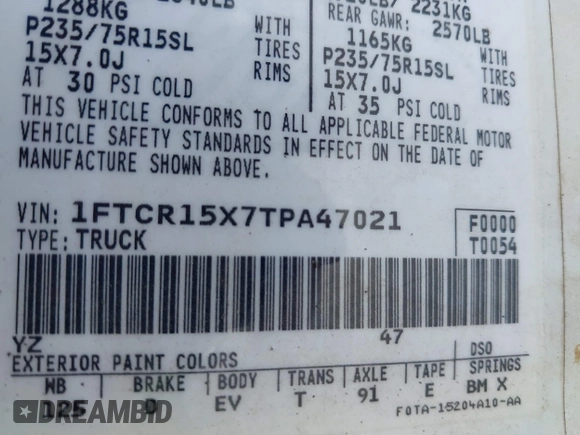 1288KG
P235/75R15SL WITH TIRES
15X7.0J RIMS
AT 30 PSI COLD
2231KG
REAR GAWR: 2570LB
1165KG WITH
P235/75R15SL TIRES
15X7.0J RIMS
AT 35 PSI COLD
THIS VEHICLE CONFORMS TO ALL APPLICABLE FEDERAL MOTOR
VEHICLE SAFETY STANDARDS IN EFFECT ON THE DATE OF
MANUFACTURE SHOWN ABOVE.
VIN: 1FTCR15X7TPA47021 F0000
TYPE: TRUCK T0054
YZ 47 DSO
EXTERIOR PAINT COLORS
WB BRAKE BODY TRANS AXLE TAPE SPRINGS
125 EV T 91 E BM X
F0TA-15204A10-AA
DREAMBID